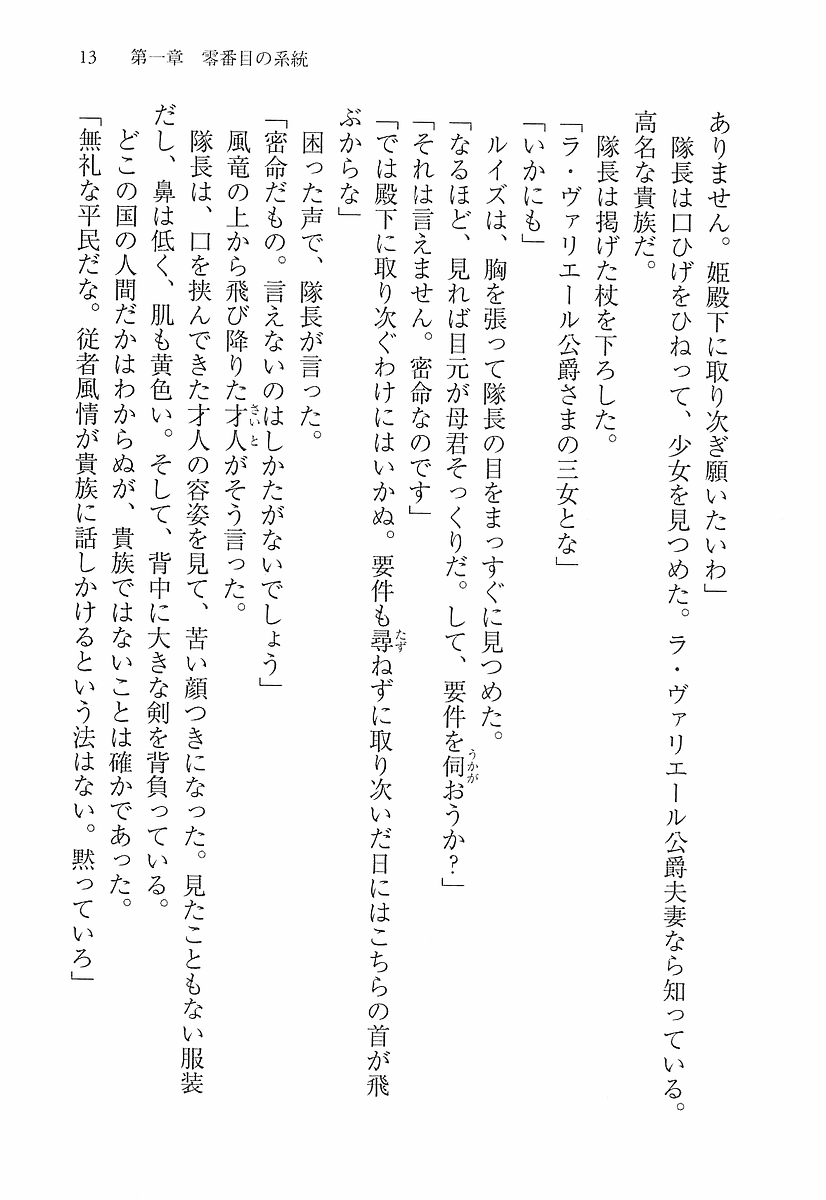 13　第一章　零番目の系統
ありません。姫殿下に取り次ぎ願いたいわ」
　隊長は口ひげをひねって、少女を見つめた。ラ・ヴァリエール公爵夫妻なら知っている。
高名な貴族だ。
　隊長は掲げた杖を下ろした。
「ラ・ヴァリエール公爵さまの三女とな」
「いかにも」
　ルイズは、胸を張って隊長の目をまっすぐに見つめた。
「なるほど、見れば目元が母君そっくりだ。して、要件を伺おうか？」
「それは言えません。密命なのです」
「では殿下に取り次ぐわけにはいかぬ。要件も尋ねずに取り次いだ日にはこちらの首が飛
ぶからな」
　困った声で、隊長が言った。
「密命だもの。言えないのはしかたがないでしょう」
　風竜の上から飛び降りた才人がそう言った。
　隊長は、口を挟んできた才人の容姿を見て、苦い顔つきになった。見たこともない服装
だし、鼻は低く、肌も黄色い。そして、背中に大きな剣を背負っている。
　どこの国の人間だかはわからぬが、貴族ではないことは確かであった。
「無礼な平民だな。従者風情が貴族に話しかけるという法はない。黙っていろ」